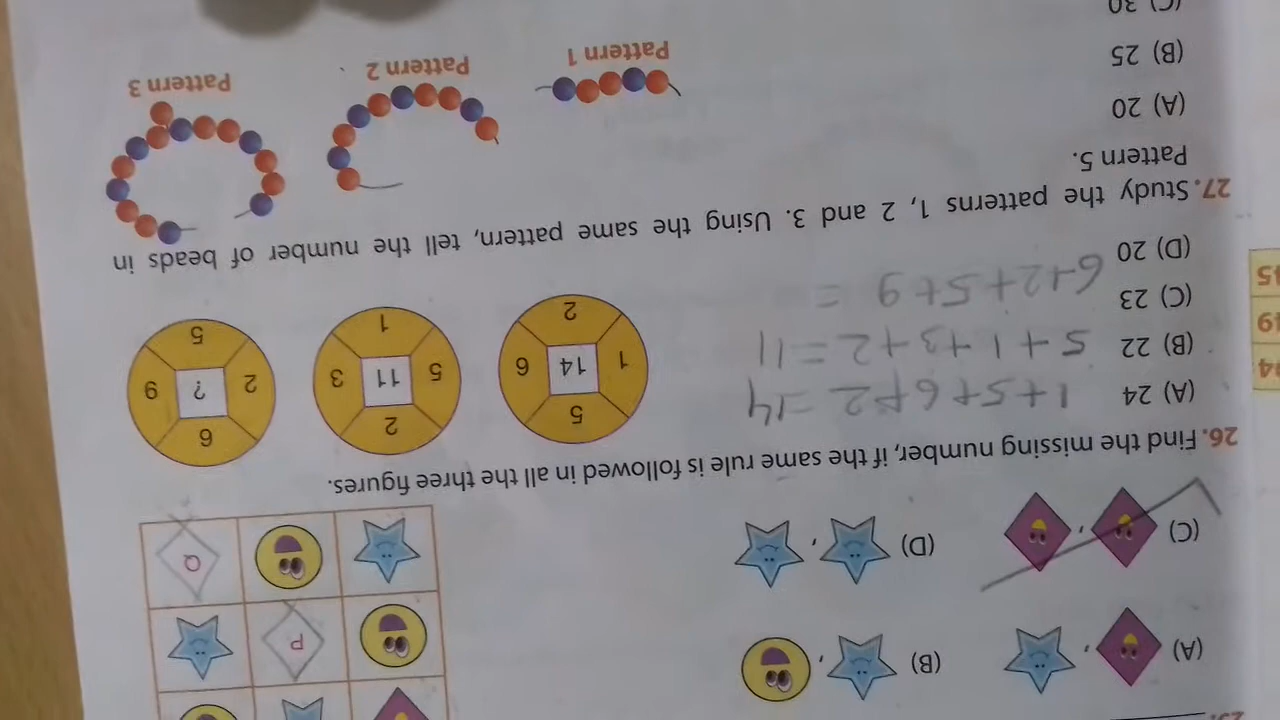 25.
(A)
(B)
P
(C)
(D)
Q
26. Find the missing number, if the same rule is followed in all the three figures.
(A) 24 1+5+6+2=14
(B) 22 5+1+3+2=11
(C) 23 6+2+5+9=
(D) 20
5
1 14 6
2
2
5 11 3
1
6
2 ? 9
5
27. Study the patterns 1, 2 and 3. Using the same pattern, tell the number of beads in
Pattern 5.
(A) 20
(B) 25
(C) 30
Pattern 1
Pattern 2
Pattern 3